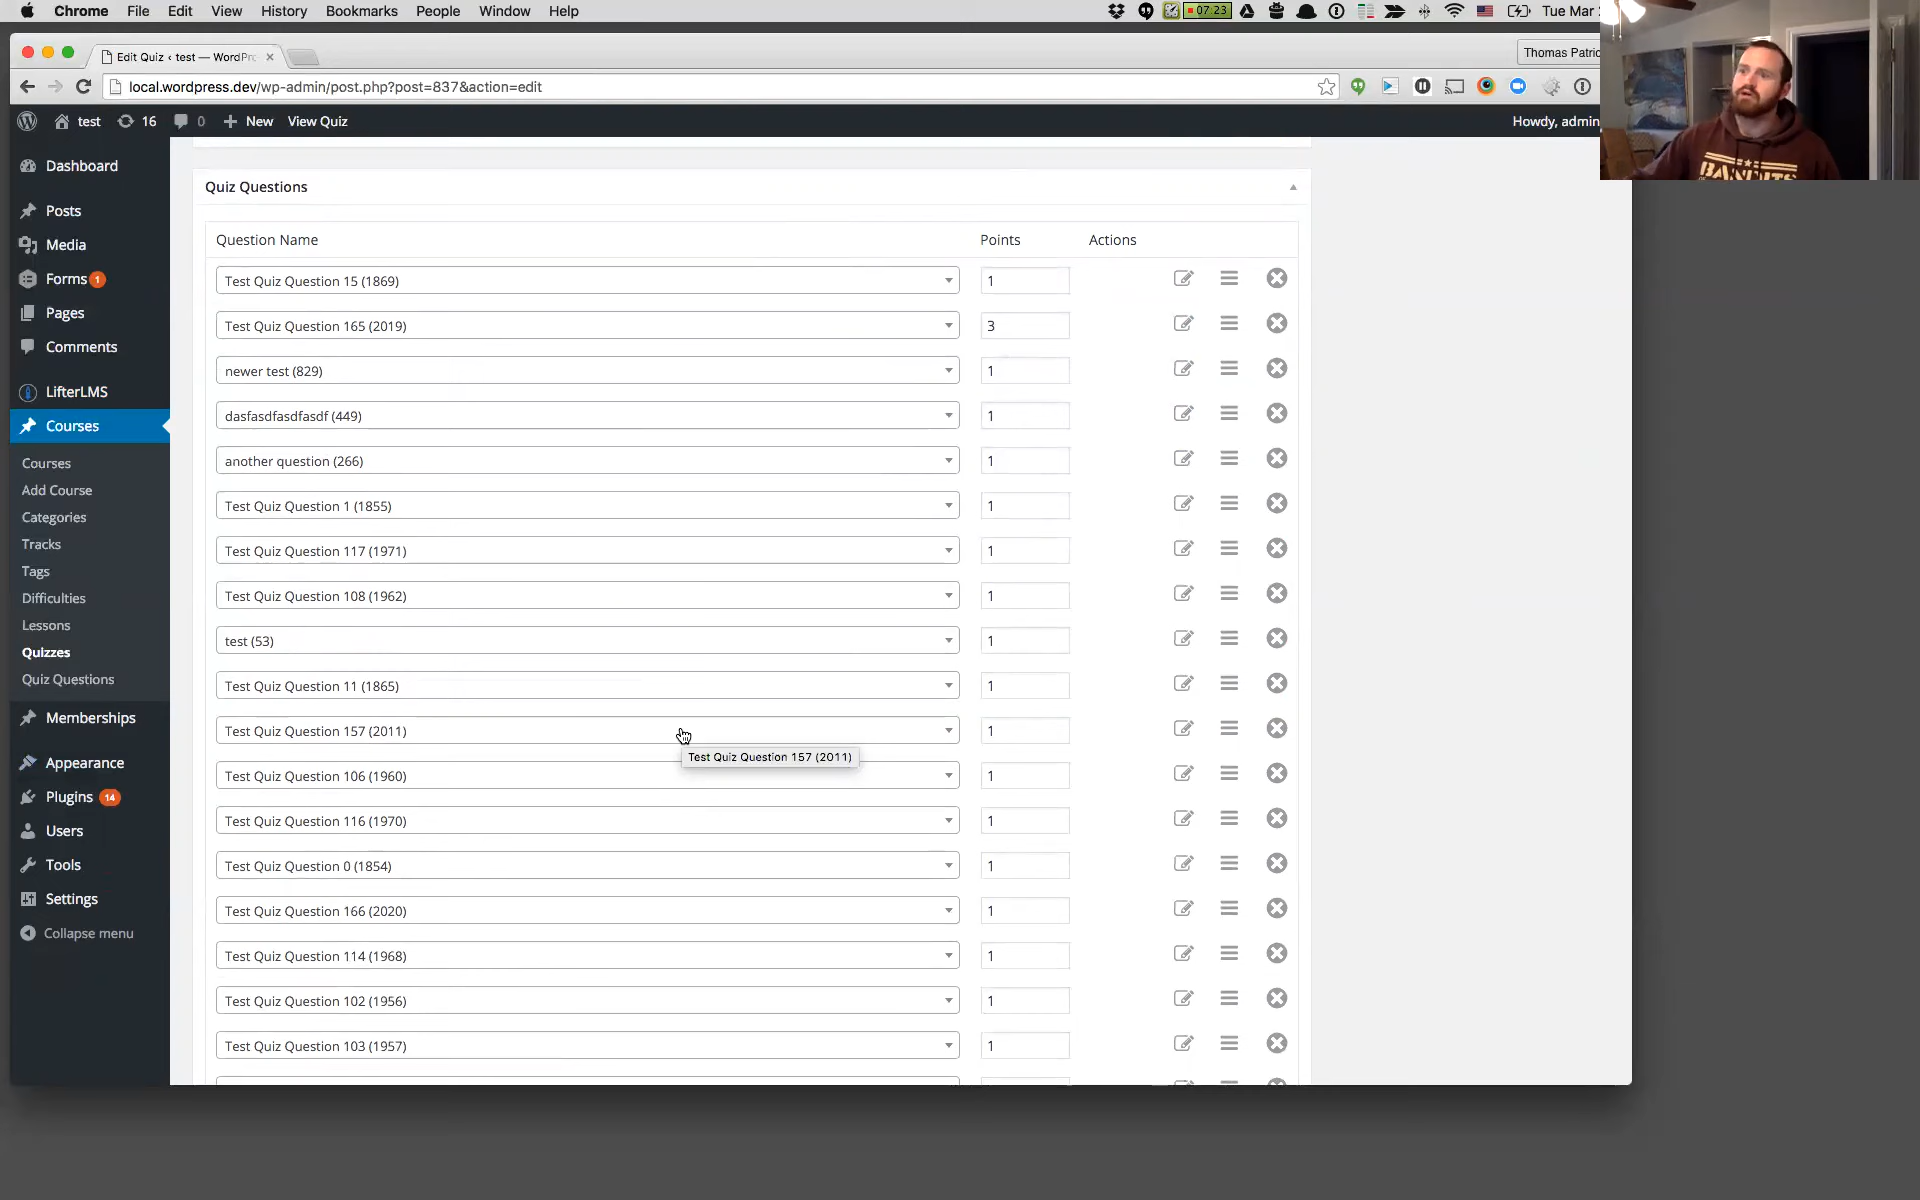 Chrome File Edit View History Bookmarks People Window Help 07:23 Tue Mar
Edit Quiz ‹ test — WordPr
Thomas Patric
local.wordpress.dev/wp-admin/post.php?post=837&action=edit
test 16 0 New View Quiz Howdy, admin
Dashboard
Posts
Media
Forms 1
Pages
Comments
LifterLMS
Courses
Courses
Add Course
Categories
Tracks
Tags
Difficulties
Lessons
Quizzes
Quiz Questions
Memberships
Appearance
Plugins 14
Users
Tools
Settings
Collapse menu
Quiz Questions
Question Name Points Actions
Test Quiz Question 15 (1869) 1
Test Quiz Question 165 (2019) 3
newer test (829) 1
dasfasdfasdfasdf (449) 1
another question (266) 1
Test Quiz Question 1 (1855) 1
Test Quiz Question 117 (1971) 1
Test Quiz Question 108 (1962) 1
test (53) 1
Test Quiz Question 11 (1865) 1
Test Quiz Question 157 (2011) 1
Test Quiz Question 157 (2011)
Test Quiz Question 106 (1960) 1
Test Quiz Question 116 (1970) 1
Test Quiz Question 0 (1854) 1
Test Quiz Question 166 (2020) 1
Test Quiz Question 114 (1968) 1
Test Quiz Question 102 (1956) 1
Test Quiz Question 103 (1957) 1
BANDITS